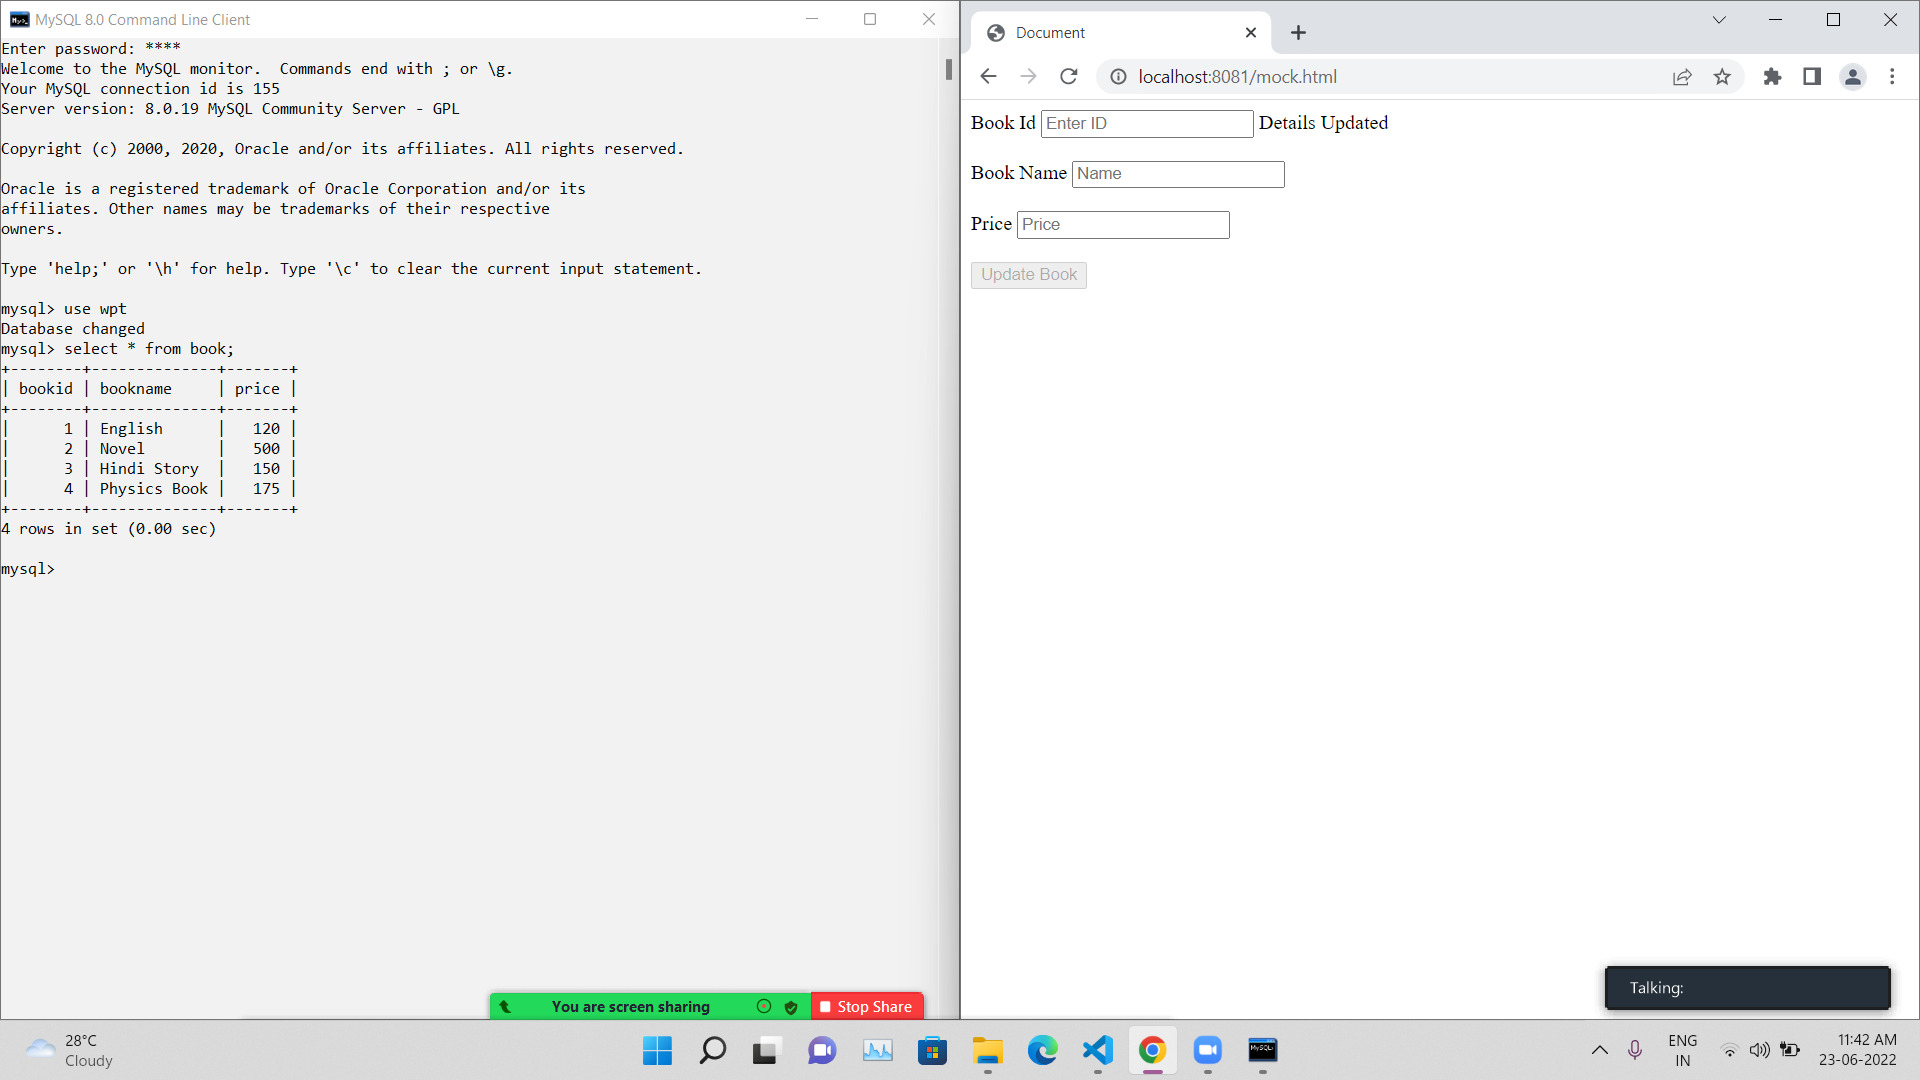 MySQL 8.0 Command Line Client
Enter password: ****
Welcome to the MySQL monitor.  Commands end with ; or \g.
Your MySQL connection id is 155
Server version: 8.0.19 MySQL Community Server - GPL
Copyright (c) 2000, 2020, Oracle and/or its affiliates. All rights reserved.
Oracle is a registered trademark of Oracle Corporation and/or its
affiliates. Other names may be trademarks of their respective
owners.
Type 'help;' or '\h' for help. Type '\c' to clear the current input statement.
mysql> use wpt
Database changed
mysql> select * from book;
+--------+--------------+-------+
| bookid | bookname     | price |
+--------+--------------+-------+
|      1 | English      |   120 |
|      2 | Novel        |   500 |
|      3 | Hindi Story  |   150 |
|      4 | Physics Book |   175 |
+--------+--------------+-------+
4 rows in set (0.00 sec)
mysql>
Document
localhost:8081/mock.html
Book Id Enter ID Details Updated
Book Name Name
Price Price
Update Book
Talking:
You are screen sharing
Stop Share
28°C
Cloudy
MySQL>
ENG
IN
11:42 AM
23-06-2022